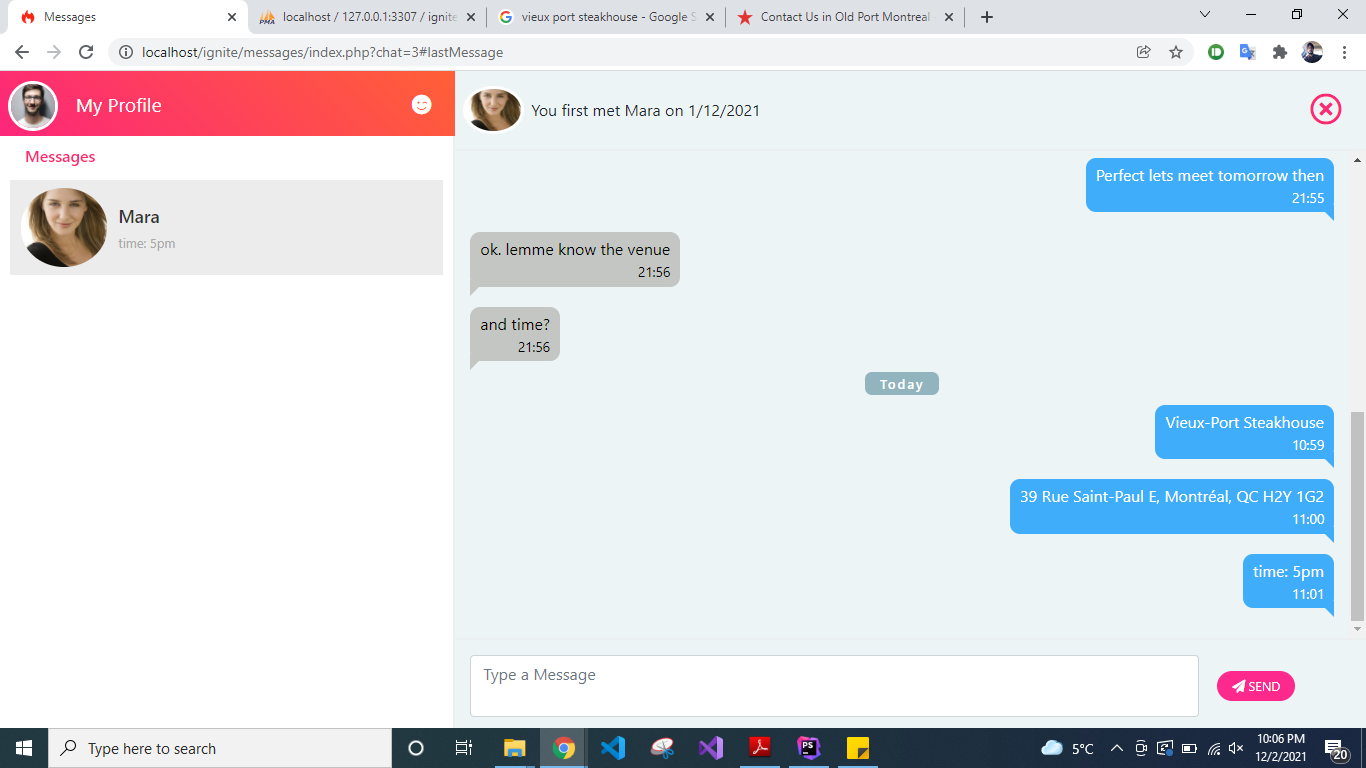 Messages
localhost / 127.0.0.1:3307 / ignite
vieux port steakhouse - Google S
Contact Us in Old Port Montreal
localhost/ignite/messages/index.php?chat=3#lastMessage
My Profile
You first met Mara on 1/12/2021
Messages
Mara
time: 5pm
Perfect lets meet tomorrow then
21:55
ok. lemme know the venue
21:56
and time?
21:56
Today
Vieux-Port Steakhouse
10:59
39 Rue Saint-Paul E, Montréal, QC H2Y 1G2
11:00
time: 5pm
11:01
Type a Message
SEND
Type here to search
5°C
10:06 PM
12/2/2021
20